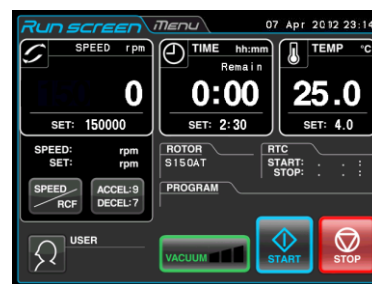 Run screen Menu 07 Apr 2012 23:14
SPEED rpm
0
SET: 150000
TIME hh:mm
Remain
0:00
SET: 2:30
TEMP °C
25.0
SET: 4.0
SPEED: rpm
SET: rpm
SPEED
RCF
ACCEL:9
DECEL:7
ROTOR
S150AT
RTC
START: . . :
STOP: . . :
PROGRAM
USER
VACUUM
START
STOP